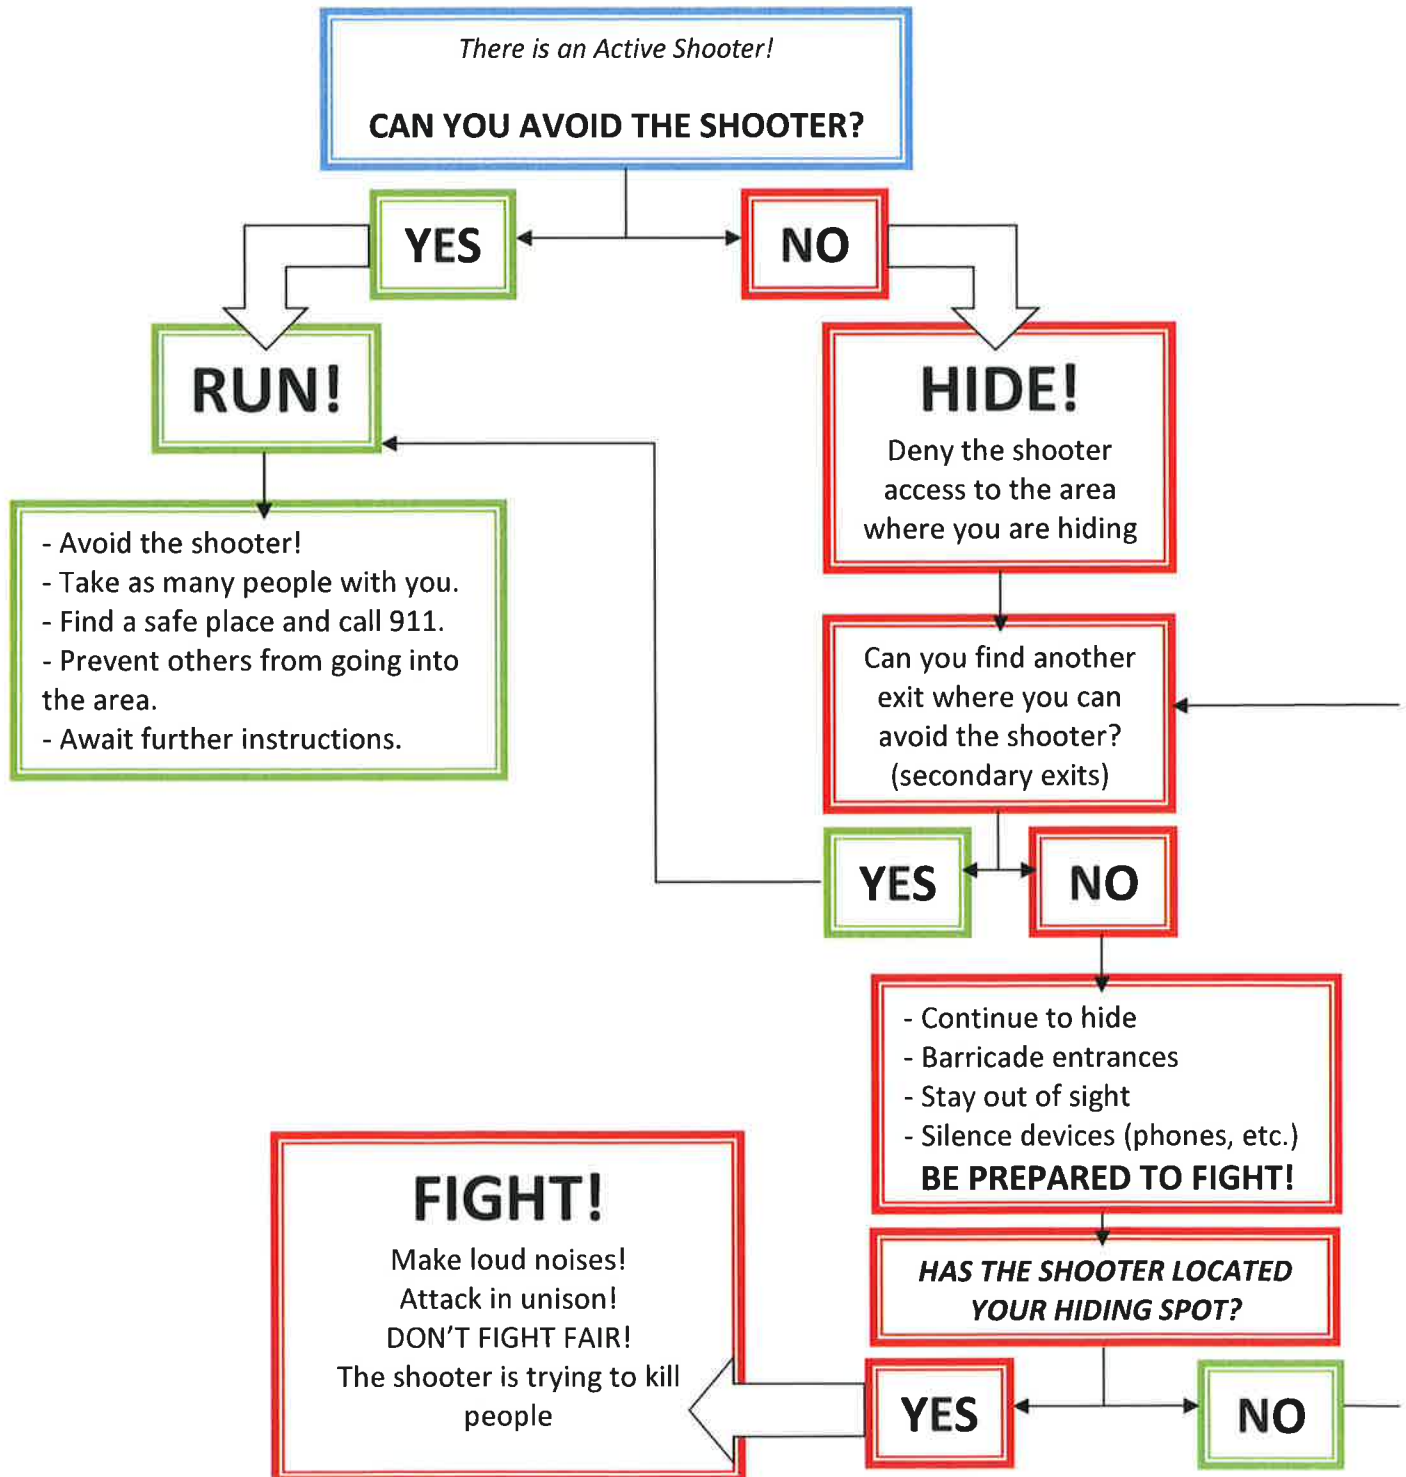 There is an Active Shooter!
CAN YOU AVOID THE SHOOTER?
YES
NO
RUN!
HIDE!
Deny the shooter
access to the area
where you are hiding
- Avoid the shooter!
- Take as many people with you.
- Find a safe place and call 911.
- Prevent others from going into
the area.
- Await further instructions.
Can you find another
exit where you can
avoid the shooter?
(secondary exits)
YES
NO
- Continue to hide
- Barricade entrances
- Stay out of sight
- Silence devices (phones, etc.)
BE PREPARED TO FIGHT!
HAS THE SHOOTER LOCATED
YOUR HIDING SPOT?
YES
NO
FIGHT!
Make loud noises!
Attack in unison!
DON'T FIGHT FAIR!
The shooter is trying to kill
people